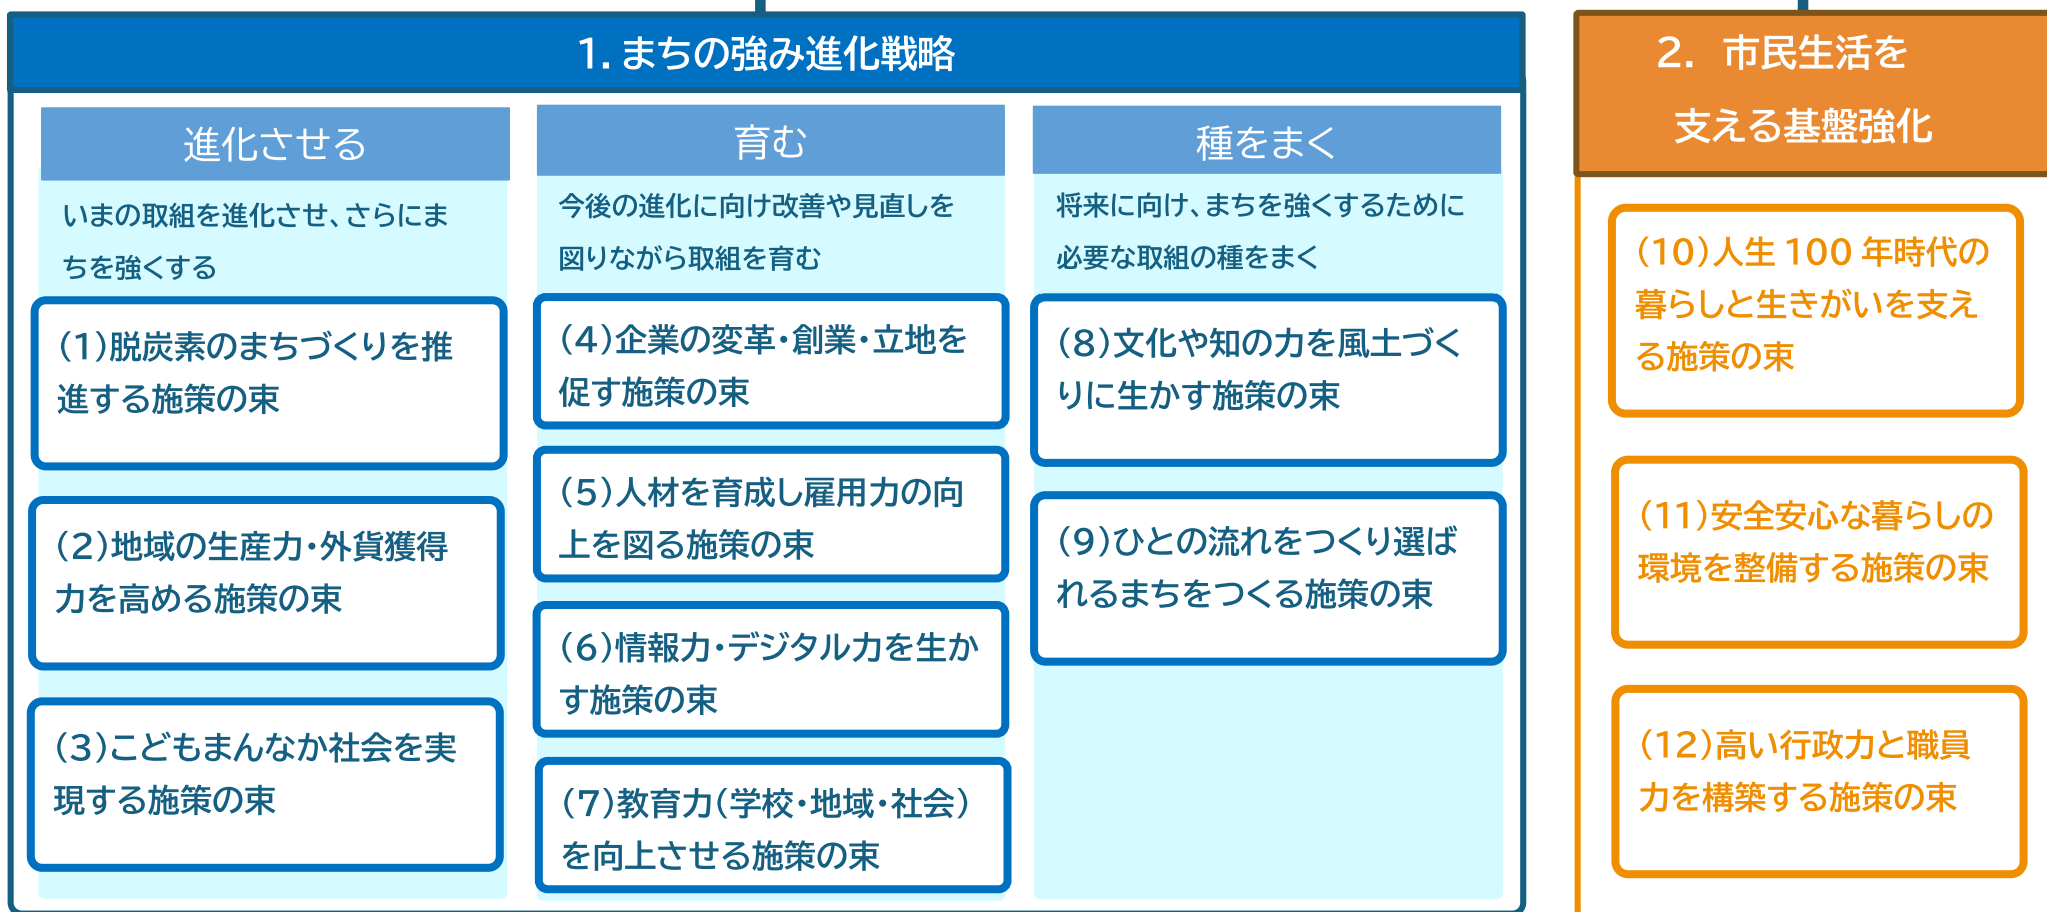 1. まちの強み進化戦略
進化させる
いまの取組を進化させ、さらにま
ちを強くする
(1)脱炭素のまちづくりを推
進する施策の束
(2)地域の生産力・外貨獲得
力を高める施策の束
(3)こどもまんなか社会を実
現する施策の束
育む
今後の進化に向け改善や見直しを
図りながら取組を育む
(4)企業の変革・創業・立地を
促す施策の束
(5)人材を育成し雇用力の向
上を図る施策の束
(6)情報力・デジタル力を生か
す施策の束
(7)教育力(学校・地域・社会)
を向上させる施策の束
種をまく
将来に向け、まちを強くするために
必要な取組の種をまく
(8)文化や知の力を風土づく
りに生かす施策の束
(9)ひとの流れをつくり選ば
れるまちをつくる施策の束
2. 市民生活を
支える基盤強化
(10)人生 100 年時代の
暮らしと生きがいを支え
る施策の束
(11)安全安心な暮らしの
環境を整備する施策の束
(12)高い行政力と職員
力を構築する施策の束